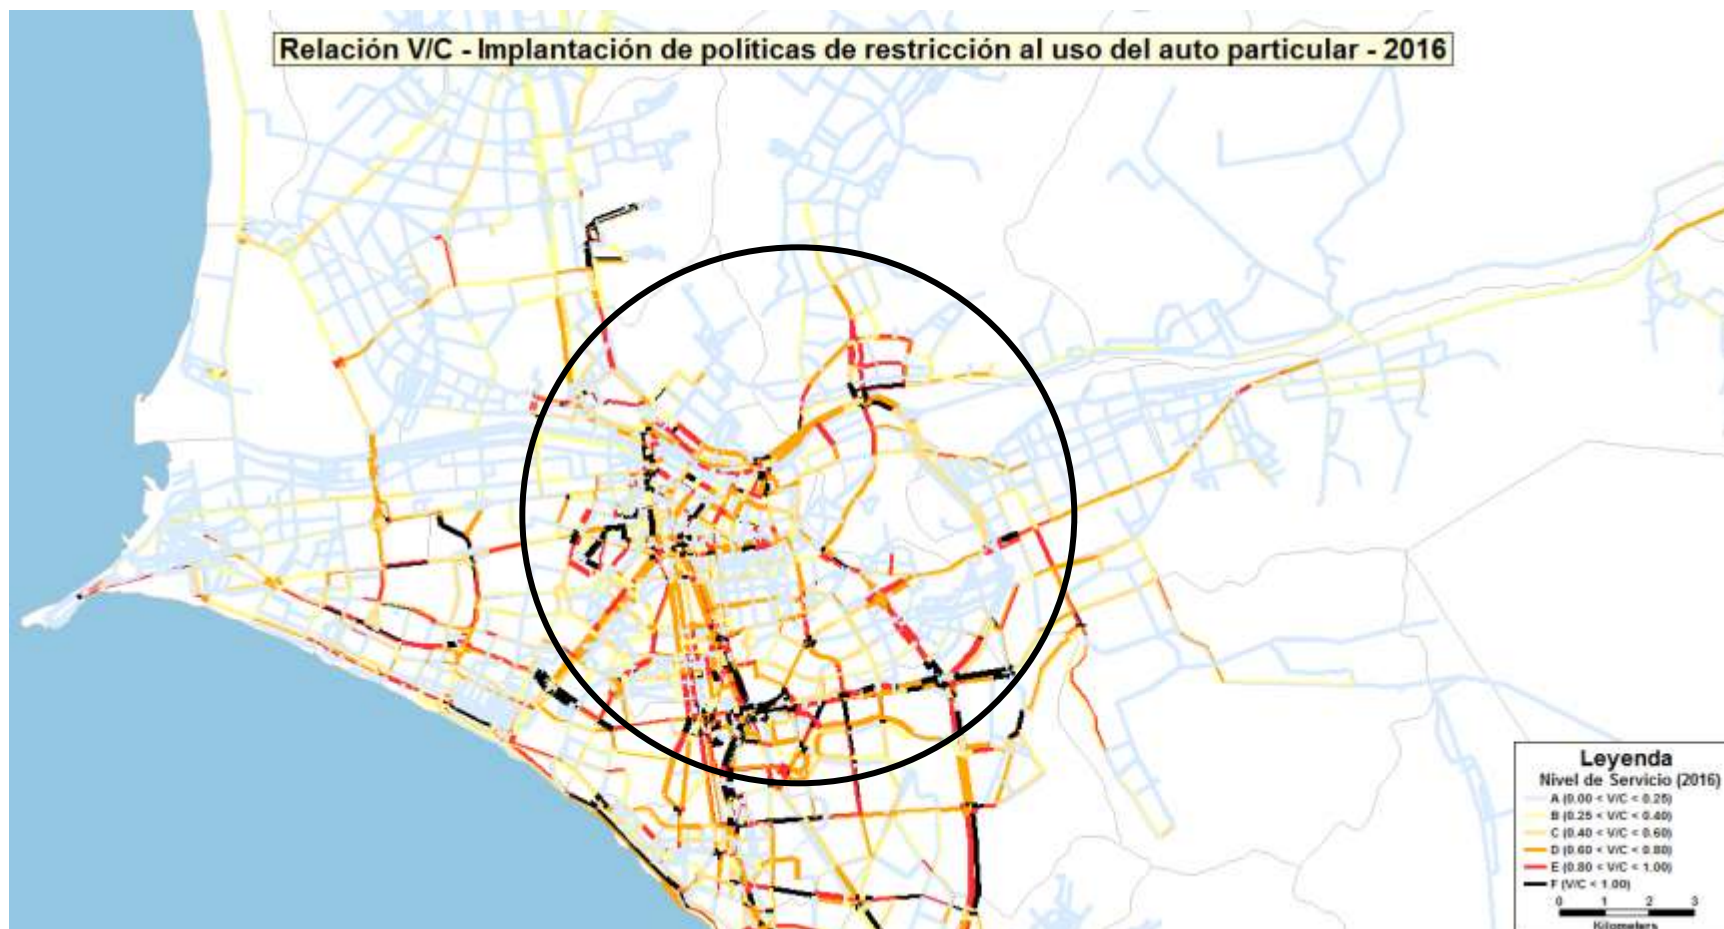 Relación V/C - Implantación de políticas de restricción al uso del auto particular - 2016
Leyenda
Nivel de Servicio (2016)
A (0.00 < V/C < 0.25)
B (0.25 < V/C < 0.40)
C (0.40 < V/C < 0.60)
D (0.60 < V/C < 0.80)
E (0.80 < V/C < 1.00)
F (V/C < 1.00)
0 1 2 3
Kilometers